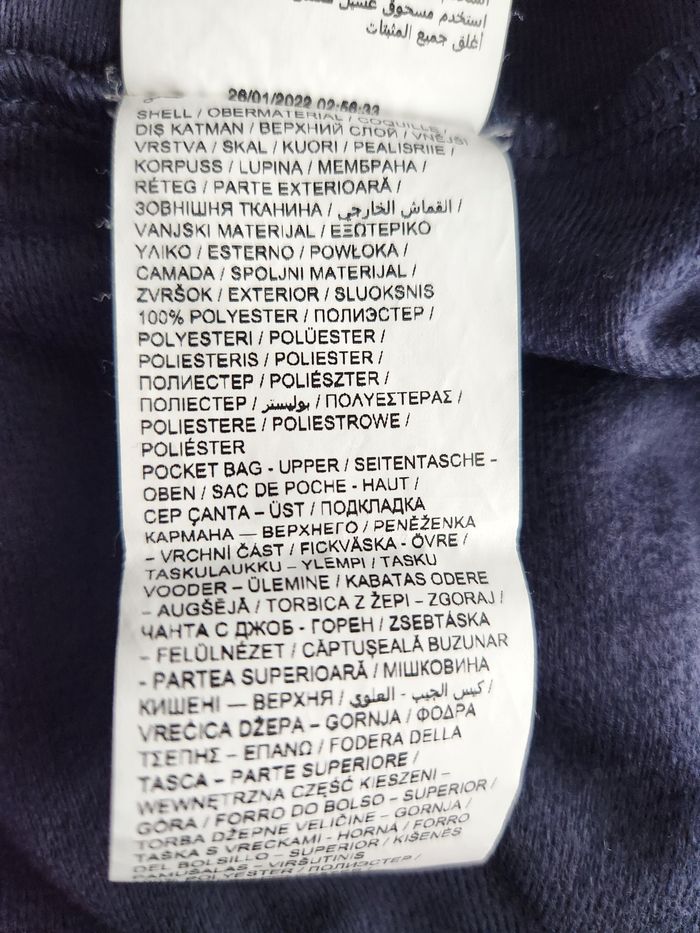 استخدم مسحوق غسيل
أغلق جميع المثبتات
26/01/2022 02:56:33
SHELL / OBERMATERIAL / COQUILLE /
DIŞ KATMAN / ВЕРХНИЙ СЛОЙ / VNĚJŠÍ
VRSTVA / SKAL / KUORI / PEALISRIIE /
KORPUSS / LUPINA / МЕМБРАНА /
RÉTEG / PARTE EXTERIOARĂ /
ЗОВНІШНЯ ТКАНИНА / القماش الخارجي /
VANJSKI MATERIJAL / ΕΞΩΤΕΡΙΚΟ
ΥΛΙΚΟ / ESTERNO / POWŁOKA /
CAMADA / SPOLJNI MATERIJAL /
ZVRŠOK / EXTERIOR / SLUOKSNIS
100% POLYESTER / ПОЛИЭСТЕР /
POLYESTERI / POLÜESTER /
POLIESTERIS / POLIESTER /
ПОЛИЕСТЕР / POLIÉSZTER /
ПОЛІЕСТЕР / بوليستر / ΠΟΛΥΕΣΤΕΡΑΣ /
POLIESTERE / POLIESTROWE /
POLIÉSTER
POCKET BAG - UPPER / SEITENTASCHE -
OBEN / SAC DE POCHE - HAUT /
CEP ÇANTA – ÜST / ПОДКЛАДКА
КАРМАНА — ВЕРХНЕГО / PENĚŽENKA
– VRCHNÍ ČÁST / FICKVÄSKA - ÖVRE /
TASKULAUKKU – YLEMPI / TASKU
VOODER – ÜLEMINE / KABATAS ODERE
– AUGŠĒJĀ / TORBICA Z ŽEPI – ZGORAJ /
ЧАНТА С ДЖОБ - ГОРЕН / ZSEBTÁSKA
- FELÜLNÉZET / CĂPTUȘEALĂ BUZUNAR
- PARTEA SUPERIOARĂ / МІШКОВИНА
КИШЕНІ — ВЕРХНЯ / كيس الجيب - العلوي /
VREĆICA DŽEPA – GORNJA / ΦΟΔΡΑ
ΤΣΕΠΗΣ – ΕΠΑΝΩ / FODERA DELLA
TASCA – PARTE SUPERIORE /
WEWNĘTRZNA CZĘŚĆ KIESZENI –
GÓRA / FORRO DO BOLSO – SUPERIOR /
TORBA DŽEPNE VELIČINE - GORNJA /
TAŠKA S VRECKAMI - HORNÁ / FORRO
DEL BOLSILLO – SUPERIOR / KIŠENĖS
DAMUŠALAS – VIRŠUTINIS
POLYESTER / ПОЛИЭСТЕР /